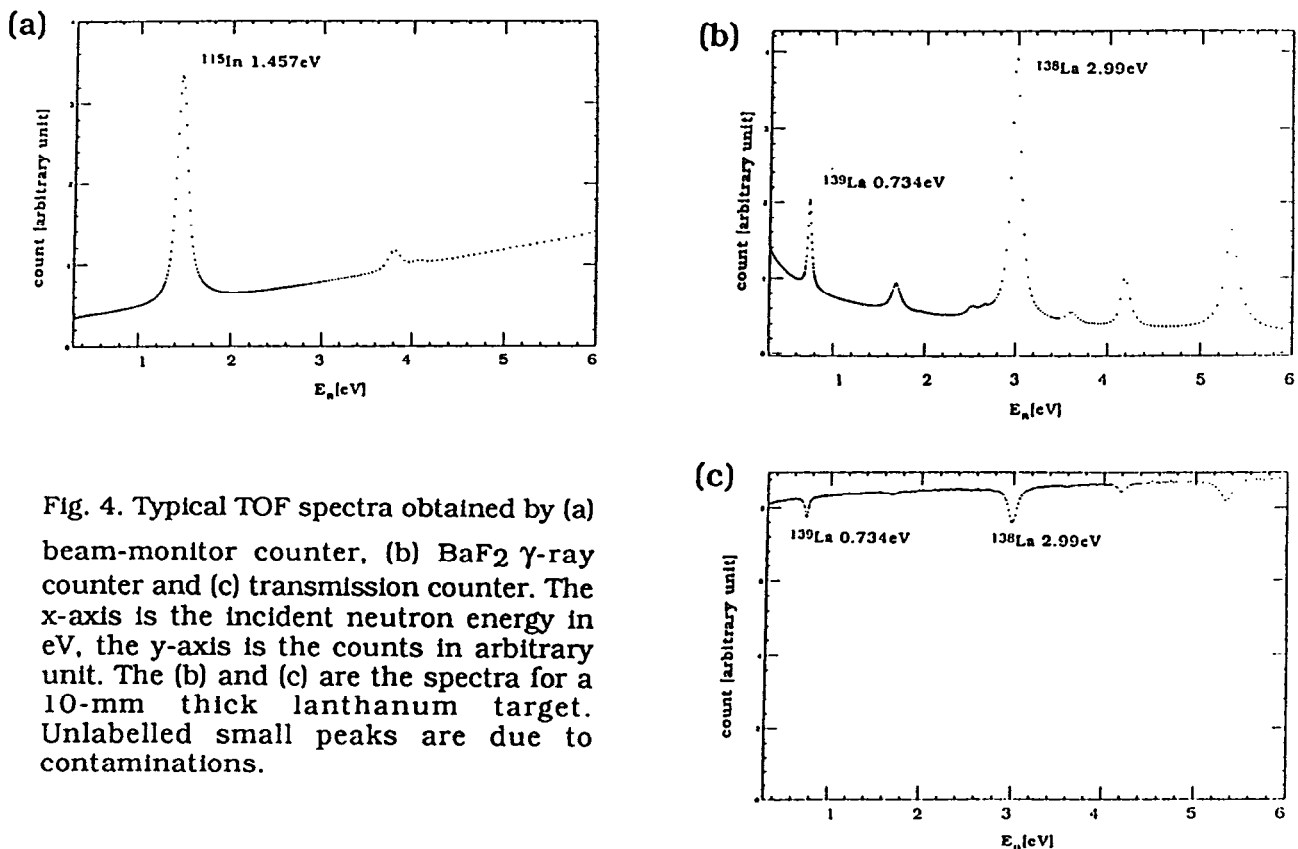 (a)
¹¹⁵In 1.457eV
count [arbitrary unit]
1 2 3 4 5 6
Eₙ[eV]
(b)
¹³⁸La 2.99eV
¹³⁹La 0.734eV
count [arbitrary unit]
1 2 3 4 5 6
Eₙ[eV]
Fig. 4. Typical TOF spectra obtained by (a)
beam-monitor counter, (b) BaF₂ γ-ray
counter and (c) transmission counter. The
x-axis is the incident neutron energy in
eV, the y-axis is the counts in arbitrary
unit. The (b) and (c) are the spectra for a
10-mm thick lanthanum target.
Unlabelled small peaks are due to
contaminations.
(c)
¹³⁹La 0.734eV
¹³⁸La 2.99eV
count [arbitrary unit]
1 2 3 4 5 6
Eₙ[eV]